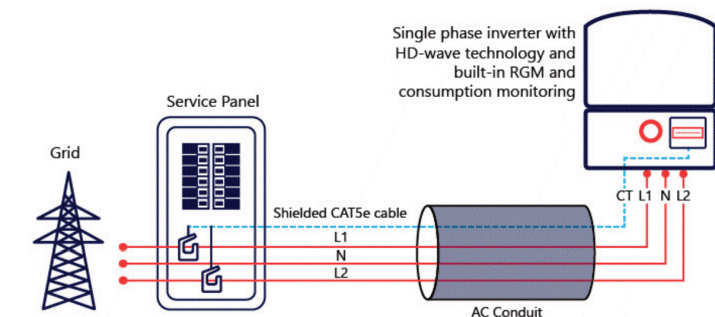 Single phase inverter with
HD-wave technology and
built-in RGM and
consumption monitoring
Service Panel
Grid
CT L1 N L2
Shielded CAT5e cable
L1
N
L2
AC Conduit